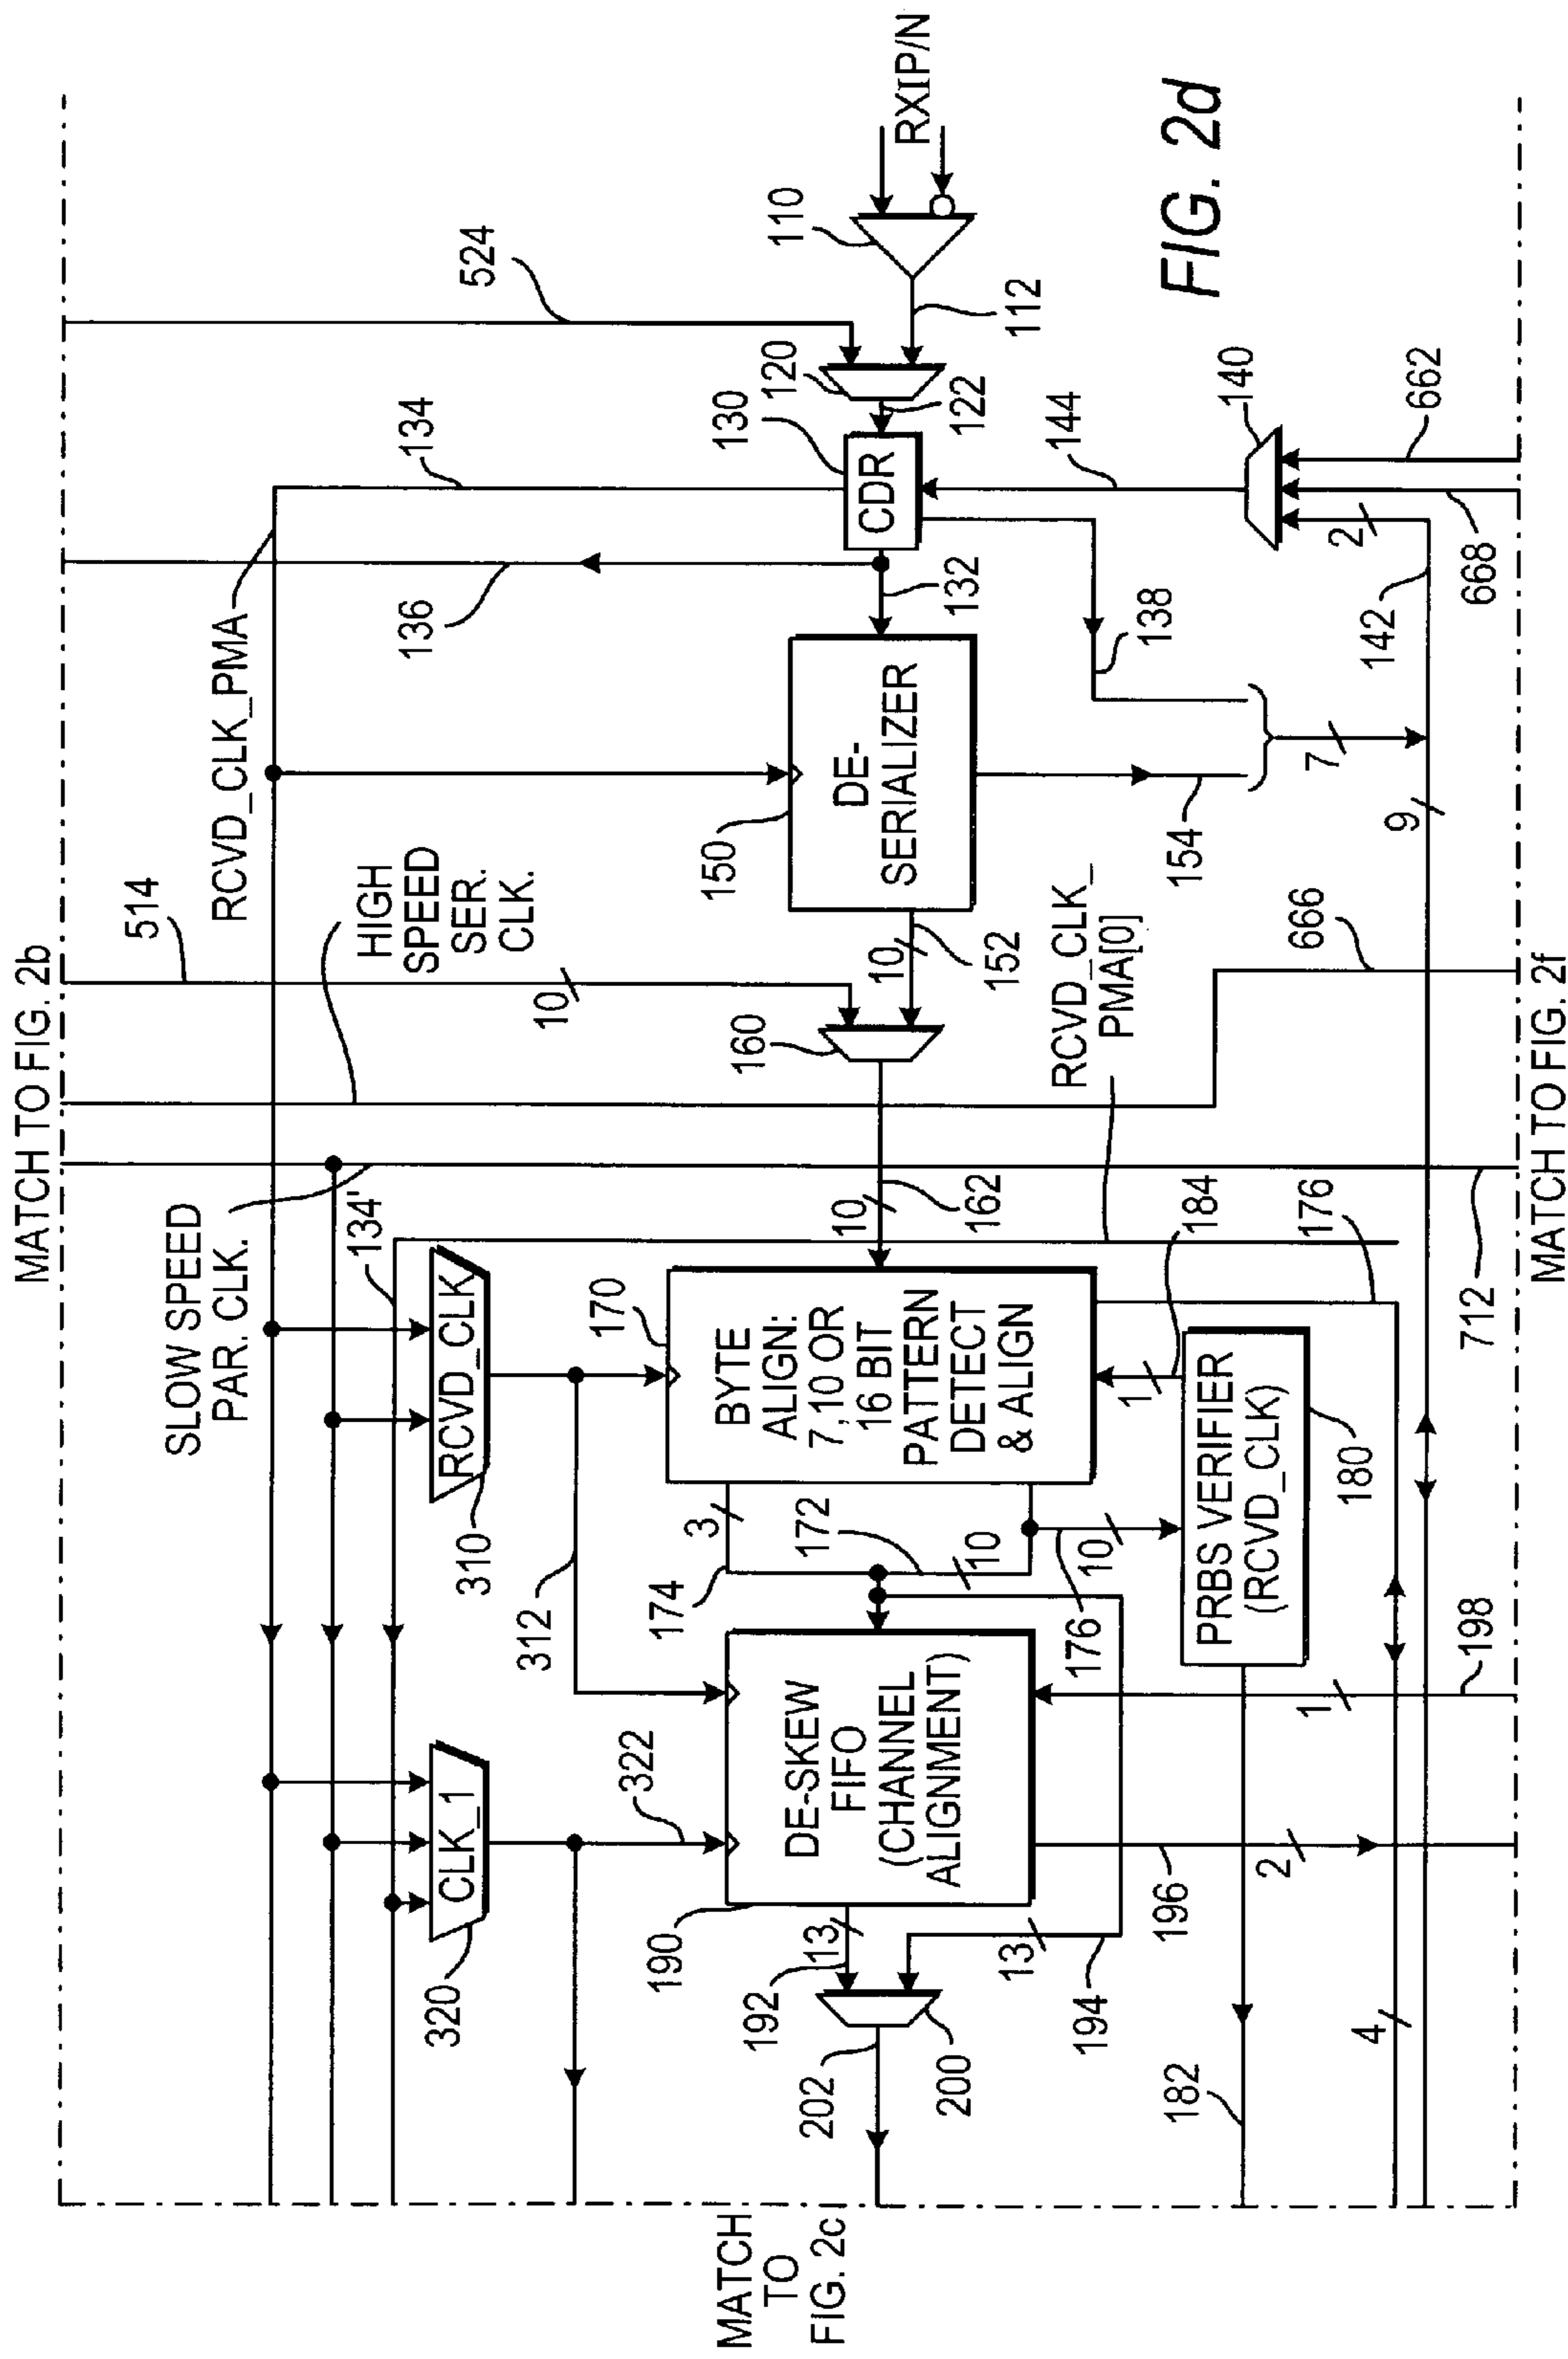 MATCH TO FIG. 2b
SLOW SPEED
PAR. CLK.
514
HIGH
SPEED
SER.
CLK.
RCVD_CLK_PMA
136
134
524
134'
RCVD_CLK
310
312
CLK_1
320
322
170
BYTE
ALIGN:
7,10 OR
16 BIT
PATTERN
DETECT
& ALIGN
3
174
172
10
176
10
DE-SKEW
FIFO
(CHANNEL
ALIGNMENT)
190
192
13
13
194
202
200
MATCH
TO
FIG. 2c
196
2
198
1
182
4
PRBS VERIFIER
(RCVD_CLK)
180
184
1
176
10
162
160
10
10
152
150
DE-
SERIALIZER
132
154
138
7
9
RCVD_CLK_
PMA[0]
666
712
130
CDR
120
122
110
112
RXIP/N
144
140
142
2
668
662
FIG. 2d
MATCH TO FIG. 2f